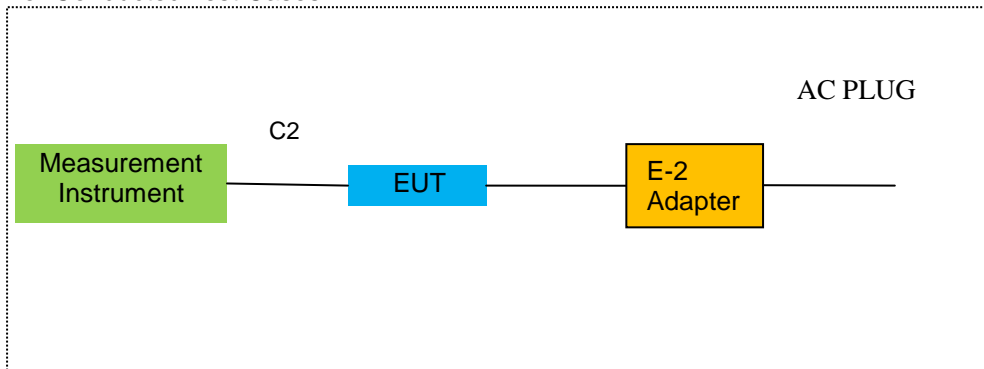 AC PLUG
C2
Measurement
Instrument
EUT
E-2
Adapter